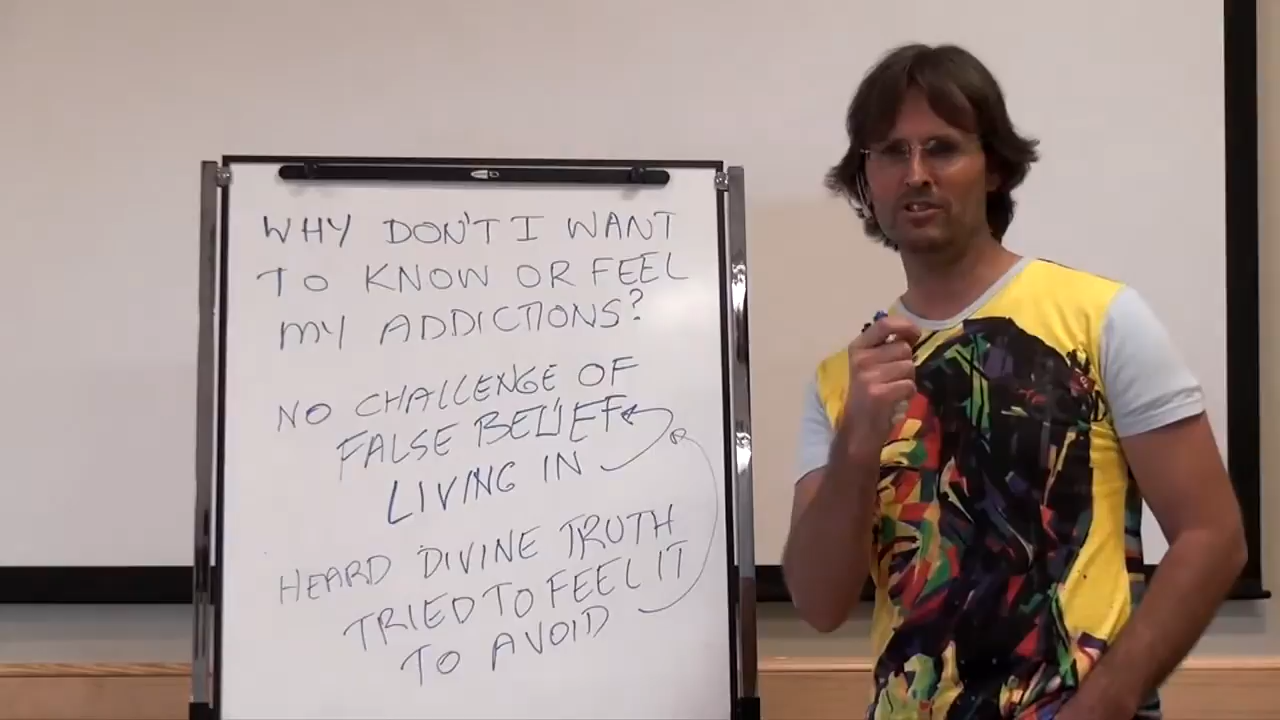 WHY DON'T I WANT
TO KNOW OR FEEL
MY ADDICTIONS?
NO CHALLENGE OF
FALSE BELIEF
LIVING IN
HEARD DIVINE TRUTH
TRIED TO FEEL IT
TO AVOID